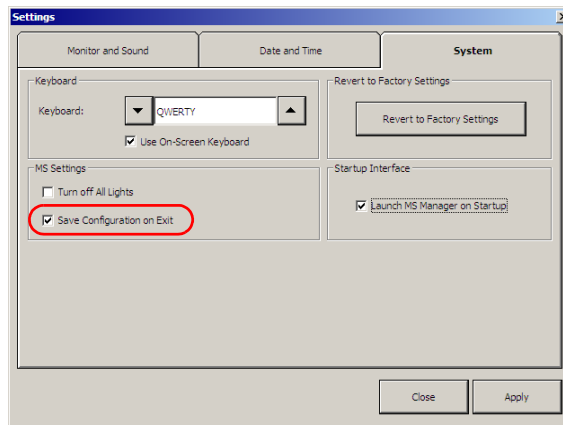 Settings
Monitor and Sound
Date and Time
System
Keyboard
Keyboard:
QWERTY
Use On-Screen Keyboard
Revert to Factory Settings
Revert to Factory Settings
MS Settings
Turn off All Lights
Save Configuration on Exit
Startup Interface
Launch MS Manager on Startup
Close
Apply